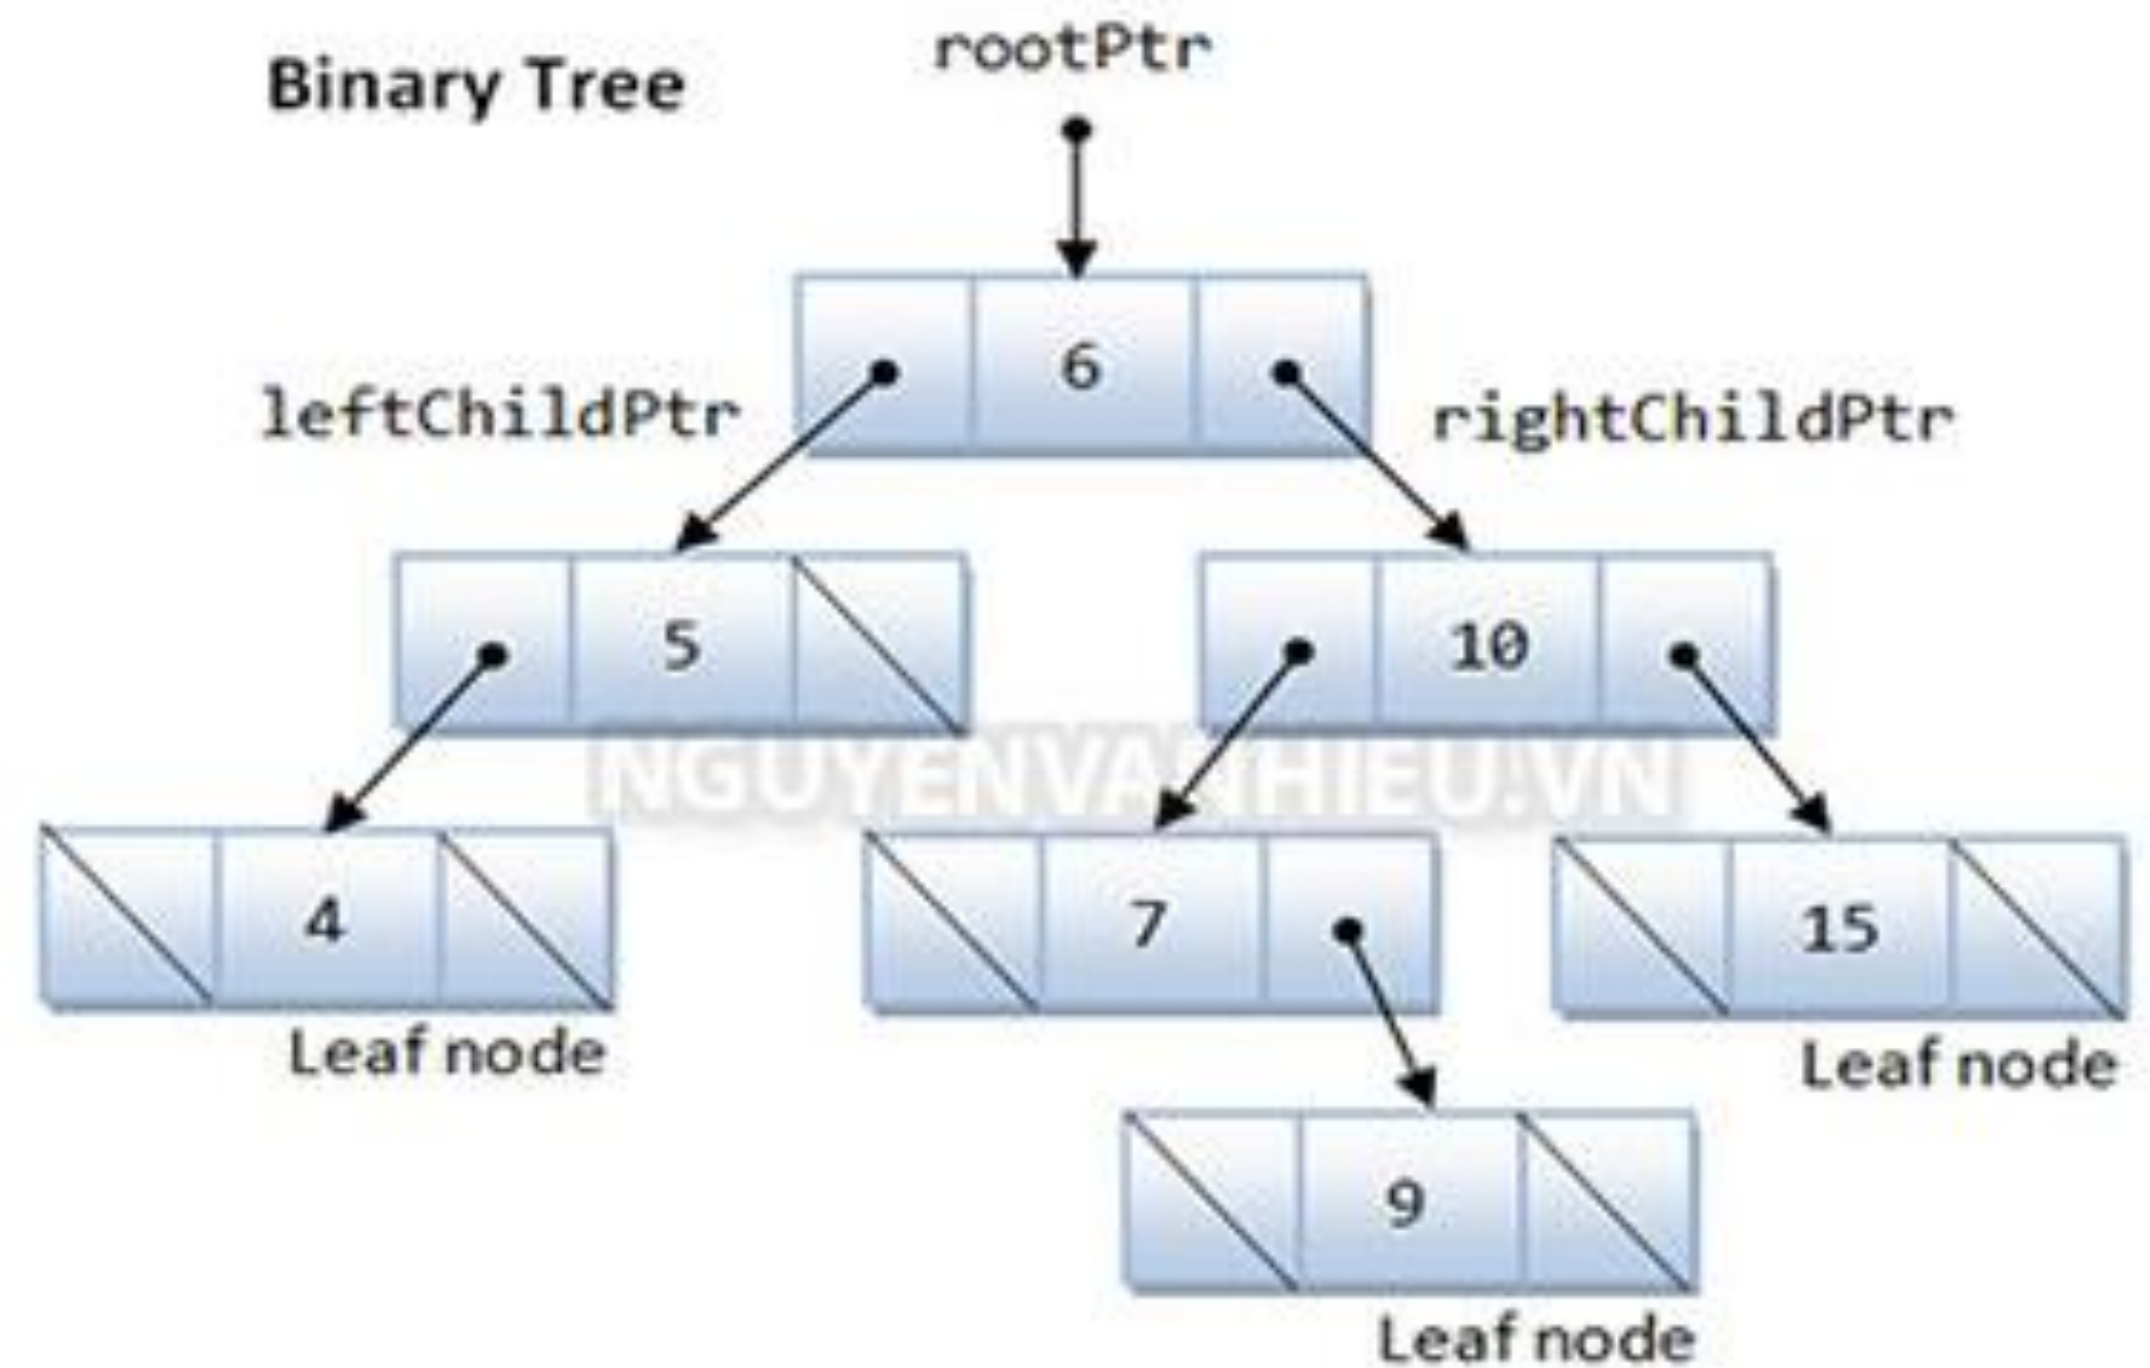 Binary Tree
rootPtr
6
leftChildPtr
rightChildPtr
5
10
NGUYENVANHIEU.VN
4
7
15
Leaf node
Leaf node
9
Leaf node